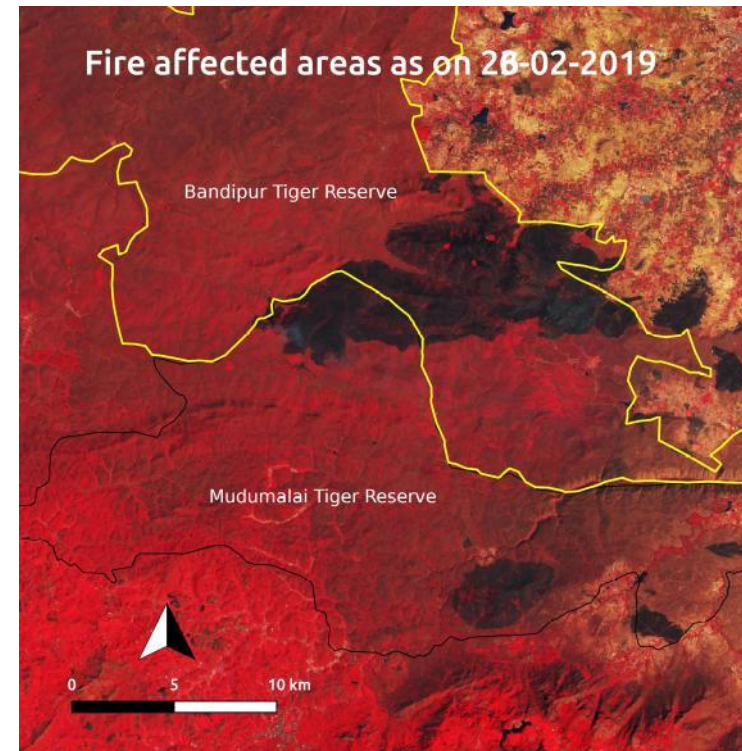 Fire affected areas as on
Bandipur Tiger Reserve
Mudumalai Tiger Reserve
0 5 10 km